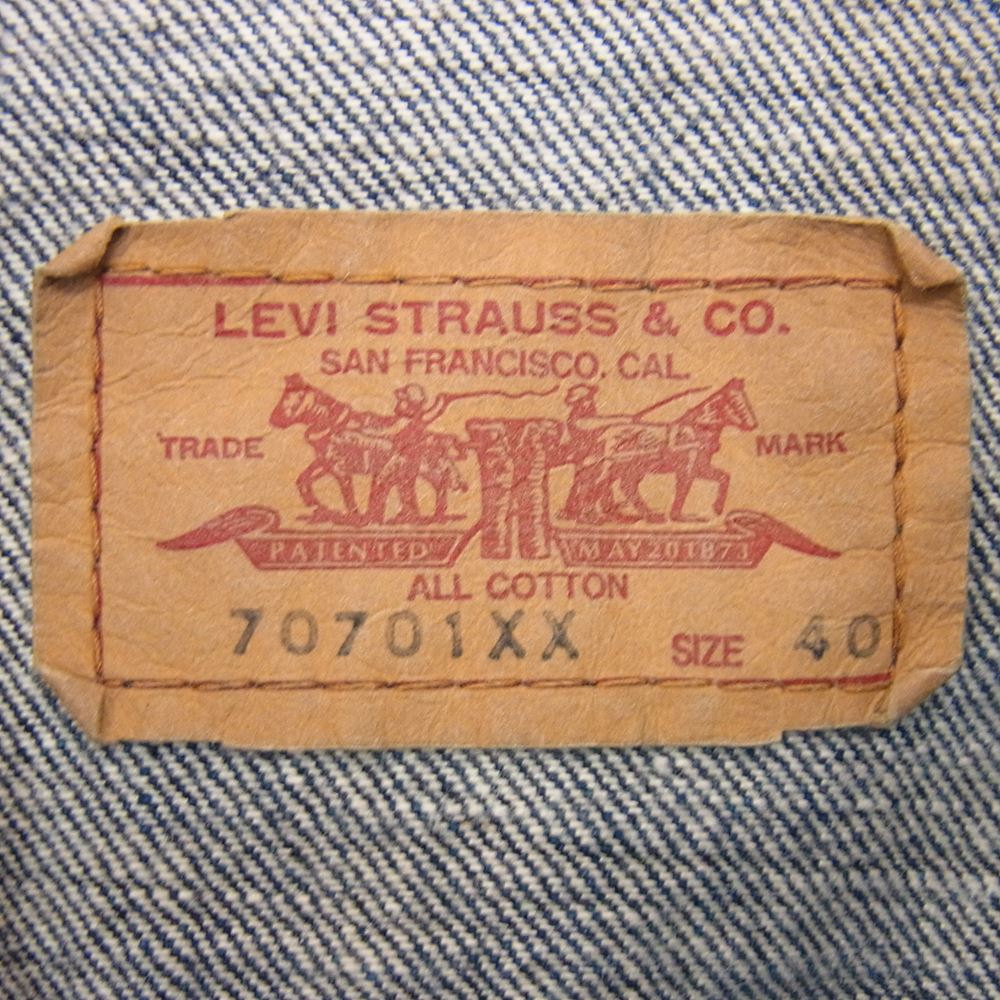 LEVI STRAUSS & CO.
SAN FRANCISCO, CAL.
TRADE MARK
PATENTED MAY 20 1873
ALL COTTON
70701XX SIZE 40